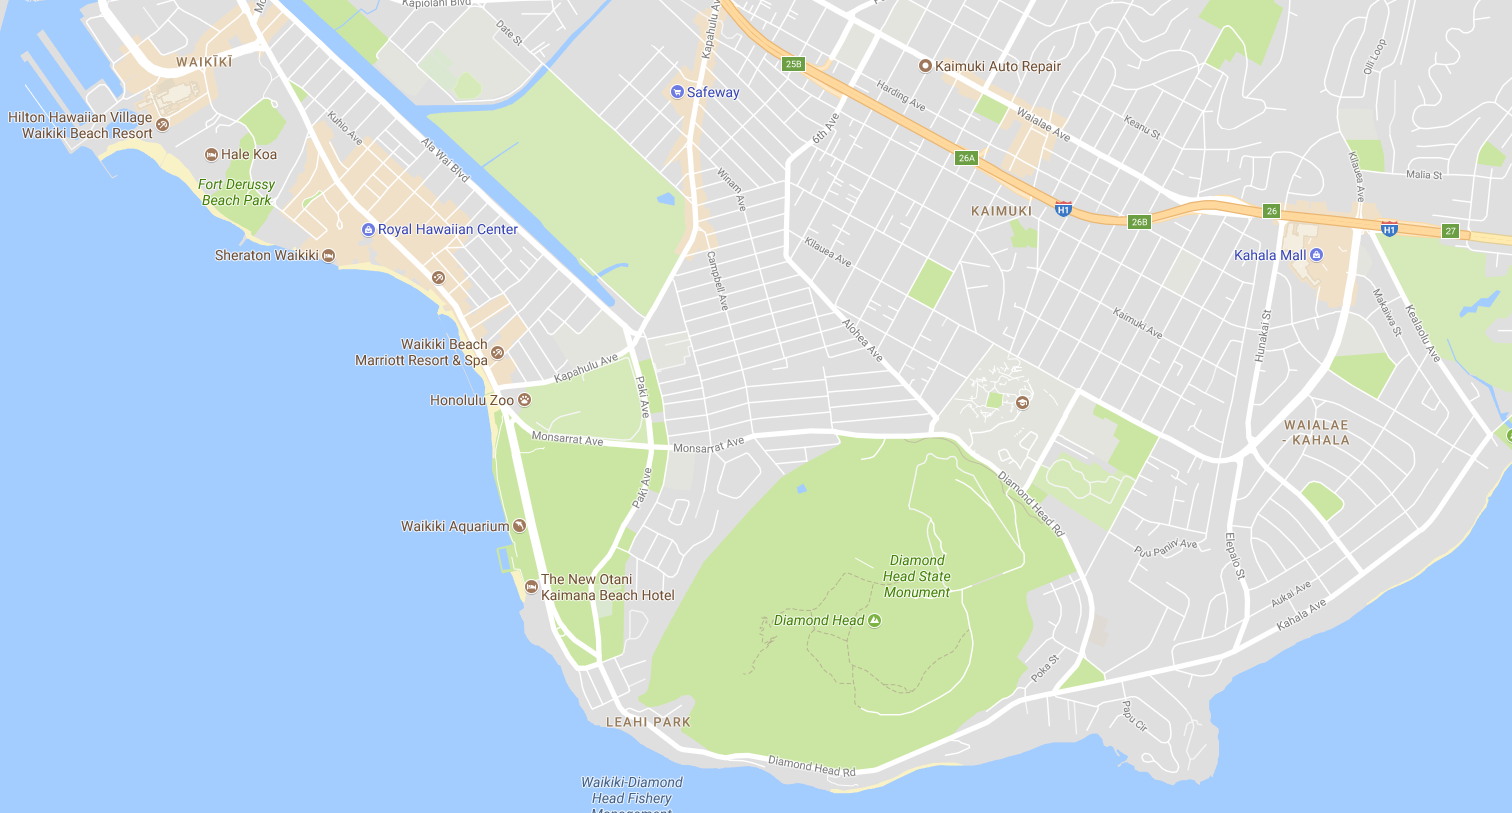 Kapiolani Blvd
Date St
Kapahulu Av
WAIKĪKĪ
25B
Kaimuki Auto Repair
Olli Loop
Safeway
Harding Ave
Hilton Hawaiian Village
Waikiki Beach Resort
Kuhio Ave
6th Ave
Waialae Ave
Keanu St
Hale Koa
Ala Wai Blvd
26A
Kilauea Ave
Malia St
Fort Derussy
Beach Park
Winam Ave
KAIMUKI
H1
26B
26
Royal Hawaiian Center
H1
27
Sheraton Waikiki
Kilauea Ave
Kahala Mall
Campbell Ave
Makaiwa St
Kealaolu Ave
Hunakai St
Kaimuki Ave
Alohea Ave
Waikiki Beach
Marriott Resort & Spa
Kapahulu Ave
Paki Ave
Honolulu Zoo
Monsarrat Ave
Monsarrat Ave
WAIALAE
- KAHALA
Paki Ave
Diamond Head Rd
Waikiki Aquarium
Puu Paniny Ave
Elepaio St
Diamond
Head State
Monument
The New Otani
Kaimana Beach Hotel
Aukai Ave
Kahala Ave
Diamond Head
Poka St
LEAHI PARK
Papu Cir
Diamond Head Rd
Waikiki-Diamond
Head Fishery
Management